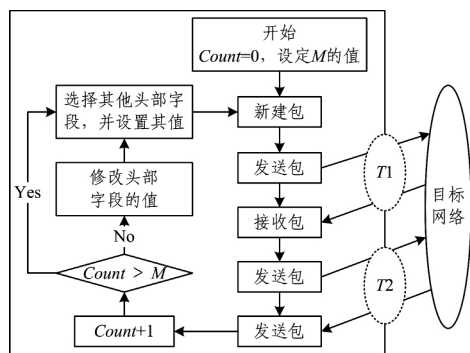 开始
Count=0，设定M的值
选择其他头部字
段，并设置其值
新建包
发送包
T1
Yes
修改头部
字段的值
接收包
目标
网络
No
Count > M
发送包
T2
Count+1
发送包